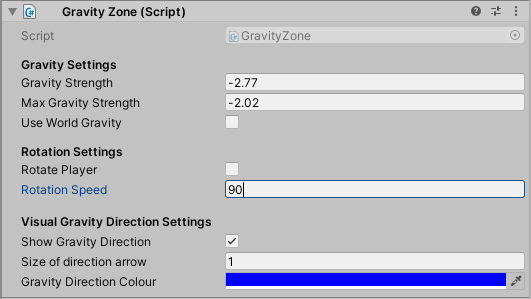 Gravity Zone (Script)
Script GravityZone
Gravity Settings
Gravity Strength -2.77
Max Gravity Strength -2.02
Use World Gravity
Rotation Settings
Rotate Player
Rotation Speed 90
Visual Gravity Direction Settings
Show Gravity Direction
Size of direction arrow 1
Gravity Direction Colour